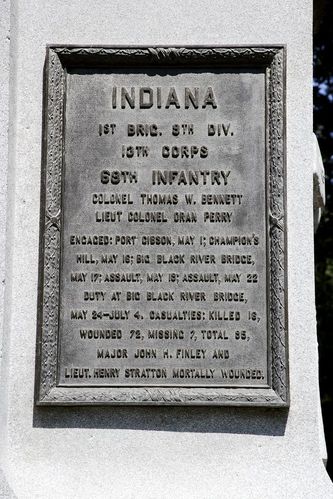 INDIANA
1ST BRIG. 9TH DIV.
13TH CORPS
69TH INFANTRY
COLONEL THOMAS W. BENNETT
LIEUT COLONEL ORAN PERRY
ENGAGED: PORT GIBSON, MAY 1; CHAMPION'S
HILL, MAY 16; BIG BLACK RIVER BRIDGE,
MAY 17; ASSAULT, MAY 19; ASSAULT, MAY 22
DUTY AT BIG BLACK RIVER BRIDGE,
MAY 24-JULY 4. CASUALTIES: KILLED 16,
WOUNDED 72, MISSING 7, TOTAL 95,
MAJOR JOHN H. FINLEY AND
LIEUT. HENRY STRATTON MORTALLY WOUNDED.